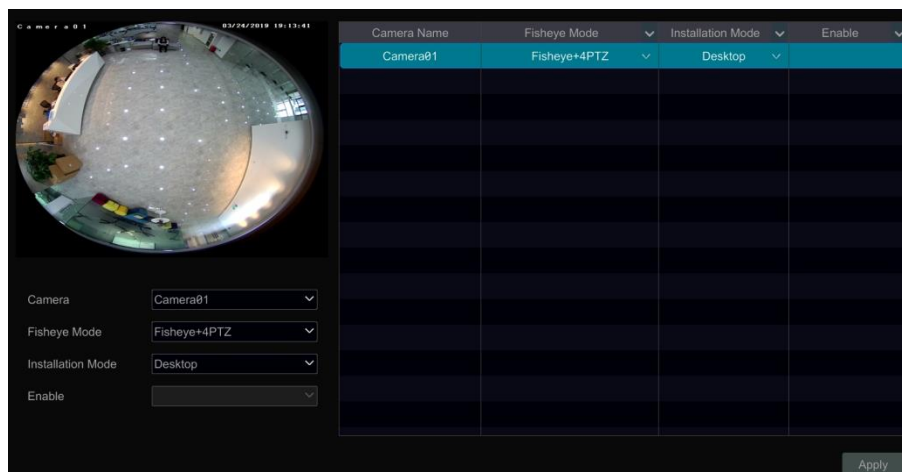 Camera01 03/24/2019 19:13:41
Camera Name Fisheye Mode Installation Mode Enable
Camera01 Fisheye+4PTZ Desktop
Camera Camera01
Fisheye Mode Fisheye+4PTZ
Installation Mode Desktop
Enable
Apply